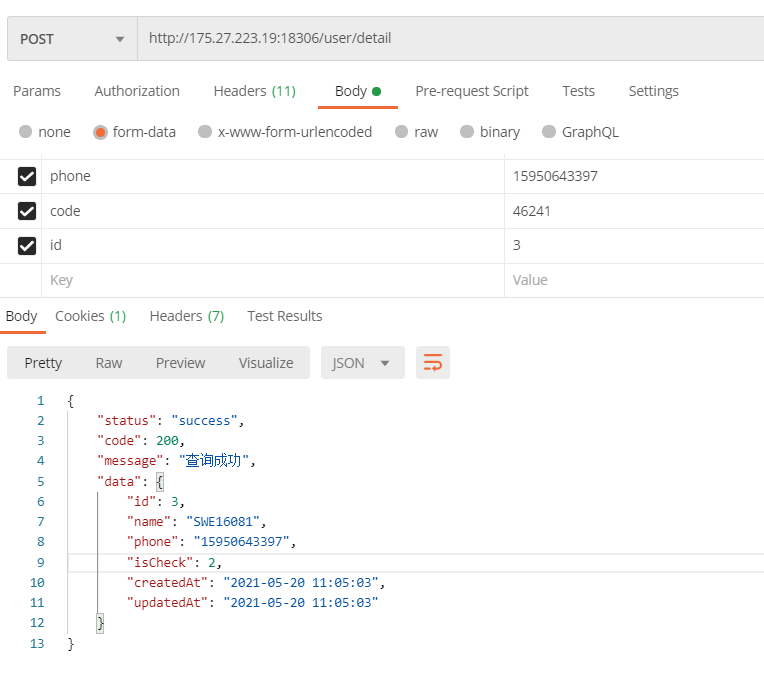 POST http://175.27.223.19:18306/user/detail
Params Authorization Headers (11) Body Pre-request Script Tests Settings
none form-data x-www-form-urlencoded raw binary GraphQL
phone 15950643397
code 46241
id 3
Key Value
Body Cookies (1) Headers (7) Test Results
Pretty Raw Preview Visualize JSON
1 {
2 "status": "success",
3 "code": 200,
4 "message": "查询成功",
5 "data": {
6 "id": 3,
7 "name": "SWE16081",
8 "phone": "15950643397",
9 "isCheck": 2,
10 "createdAt": "2021-05-20 11:05:03",
11 "updatedAt": "2021-05-20 11:05:03"
12 }
13 }